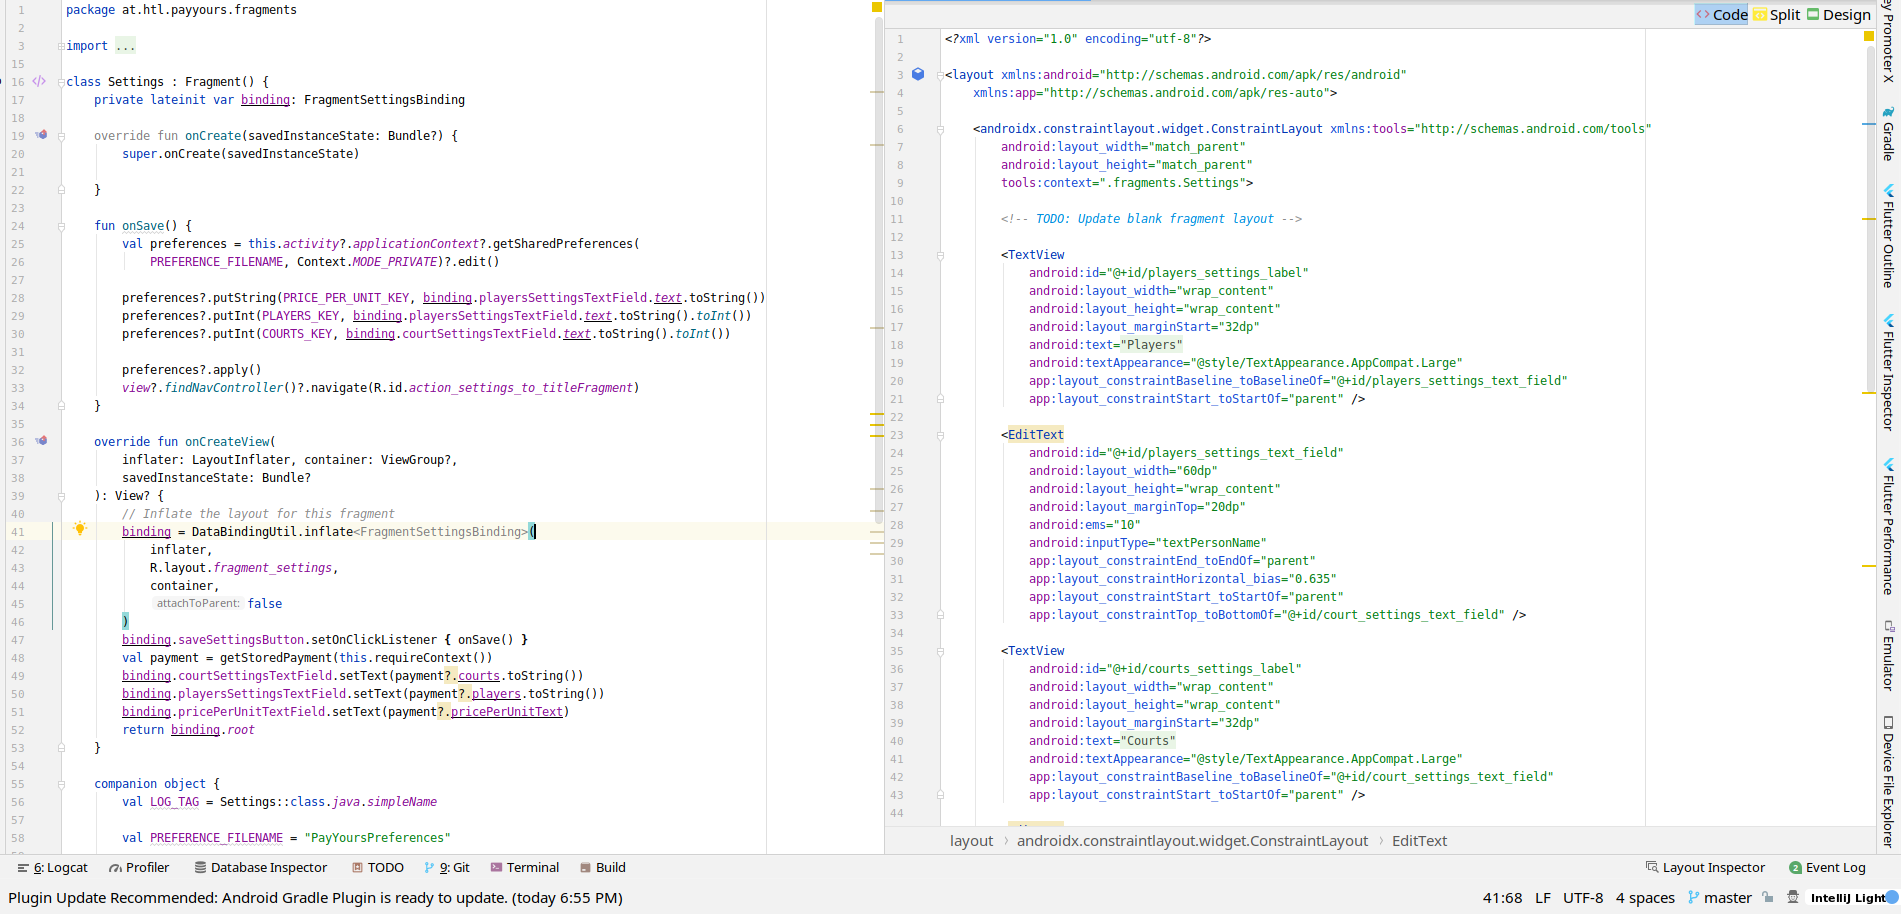 1 package at.htl.payyours.fragments
2
3 import ...
15
16 class Settings : Fragment() {
17 private lateinit var binding: FragmentSettingsBinding
18
19 override fun onCreate(savedInstanceState: Bundle?) {
20 super.onCreate(savedInstanceState)
21
22 }
23
24 fun onSave() {
25 val preferences = this.activity?.applicationContext?.getSharedPreferences(
26 PREFERENCE_FILENAME, Context.MODE_PRIVATE)?.edit()
27
28 preferences?.putString(PRICE_PER_UNIT_KEY, binding.playersSettingsTextField.text.toString())
29 preferences?.putInt(PLAYERS_KEY, binding.playersSettingsTextField.text.toString().toInt())
30 preferences?.putInt(COURTS_KEY, binding.courtSettingsTextField.text.toString().toInt())
31
32 preferences?.apply()
33 view?.findNavController()?.navigate(R.id.action_settings_to_titleFragment)
34 }
35
36 override fun onCreateView(
37 inflater: LayoutInflater, container: ViewGroup?,
38 savedInstanceState: Bundle?
39 ): View? {
40 // Inflate the layout for this fragment
41 binding = DataBindingUtil.inflate<FragmentSettingsBinding>(
42 inflater,
43 R.layout.fragment_settings,
44 container,
45 attachToParent: false
46 )
47 binding.saveSettingsButton.setOnClickListener { onSave() }
48 val payment = getStoredPayment(this.requireContext())
49 binding.courtSettingsTextField.setText(payment?.courts.toString())
50 binding.playersSettingsTextField.setText(payment?.players.toString())
51 binding.pricePerUnitTextField.setText(payment?.pricePerUnitText)
52 return binding.root
53 }
54
55 companion object {
56 val LOG_TAG = Settings::class.java.simpleName
57
58 val PREFERENCE_FILENAME = "PayYoursPreferences"
Code Split Design
1 <?xml version="1.0" encoding="utf-8"?>
2
3 <layout xmlns:android="http://schemas.android.com/apk/res/android"
4 xmlns:app="http://schemas.android.com/apk/res-auto">
5
6 <androidx.constraintlayout.widget.ConstraintLayout xmlns:tools="http://schemas.android.com/tools"
7 android:layout_width="match_parent"
8 android:layout_height="match_parent"
9 tools:context=".fragments.Settings">
10
11 <!-- TODO: Update blank fragment layout -->
12
13 <TextView
14 android:id="@+id/players_settings_label"
15 android:layout_width="wrap_content"
16 android:layout_height="wrap_content"
17 android:layout_marginStart="32dp"
18 android:text="Players"
19 android:textAppearance="@style/TextAppearance.AppCompat.Large"
20 app:layout_constraintBaseline_toBaselineOf="@+id/players_settings_text_field"
21 app:layout_constraintStart_toStartOf="parent" />
22
23 <EditText
24 android:id="@+id/players_settings_text_field"
25 android:layout_width="60dp"
26 android:layout_height="wrap_content"
27 android:layout_marginTop="20dp"
28 android:ems="10"
29 android:inputType="textPersonName"
30 app:layout_constraintEnd_toEndOf="parent"
31 app:layout_constraintHorizontal_bias="0.635"
32 app:layout_constraintStart_toStartOf="parent"
33 app:layout_constraintTop_toBottomOf="@+id/court_settings_text_field" />
34
35 <TextView
36 android:id="@+id/courts_settings_label"
37 android:layout_width="wrap_content"
38 android:layout_height="wrap_content"
39 android:layout_marginStart="32dp"
40 android:text="Courts"
41 android:textAppearance="@style/TextAppearance.AppCompat.Large"
42 app:layout_constraintBaseline_toBaselineOf="@+id/court_settings_text_field"
43 app:layout_constraintStart_toStartOf="parent" />
44
layout > androidx.constraintlayout.widget.ConstraintLayout > EditText
Promoter X
Gradle
Flutter Outline
Flutter Inspector
Flutter Performance
Emulator
Device File Explorer
6: Logcat Profiler Database Inspector TODO 9: Git Terminal Build Layout Inspector 2 Event Log
Plugin Update Recommended: Android Gradle Plugin is ready to update. (today 6:55 PM) 41:68 LF UTF-8 4 spaces master IntelliJ Light